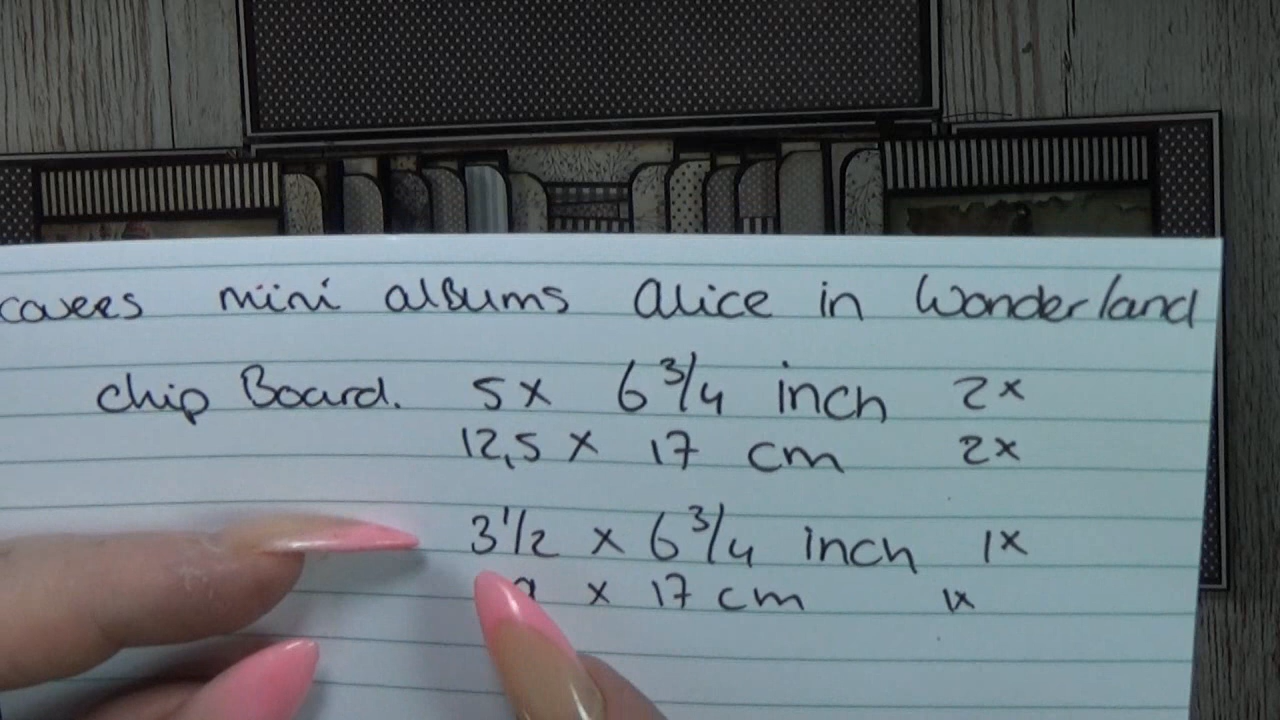 covers mini albums Alice in Wonderland
chip Board. 5 x 6 3/4 inch 2x
12,5 x 17 cm 2x
3 1/2 x 6 3/4 inch 1x
x 17 cm 1x